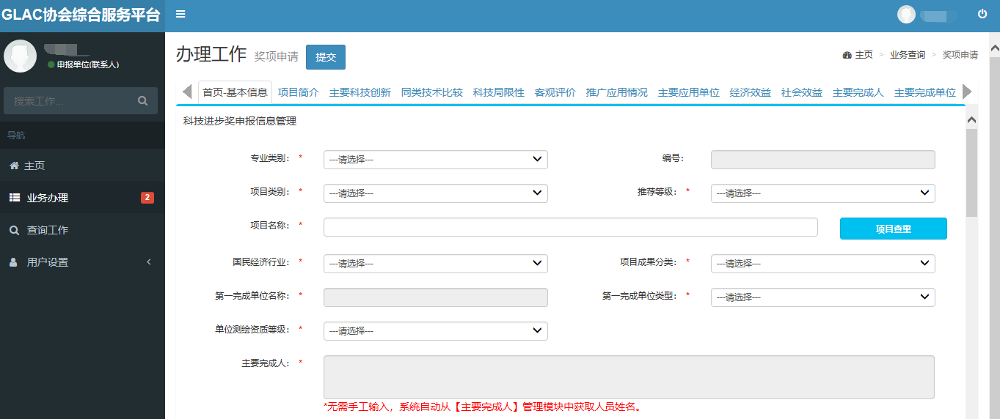 GLAC协会综合服务平台
申报单位(联系人)
搜索工作...
导航
主页
业务办理 2
查询工作
用户设置
办理工作 奖项申请 提交
主页 > 业务查询 > 奖项申请
首页-基本信息 项目简介 主要科技创新 同类技术比较 科技局限性 客观评价 推广应用情况 主要应用单位 经济效益 社会效益 主要完成人 主要完成单位
科技进步奖申报信息管理
专业类别: * ---请选择--- 编号:
项目类别: * ---请选择--- 推荐等级: * ---请选择---
项目名称: * 项目查重
国民经济行业: * ---请选择--- 项目成果分类: * ---请选择---
第一完成单位名称: * 第一完成单位类型: * ---请选择---
单位测绘资质等级: * ---请选择---
主要完成人: *
*无需手工输入，系统自动从【主要完成人】管理模块中获取人员姓名。